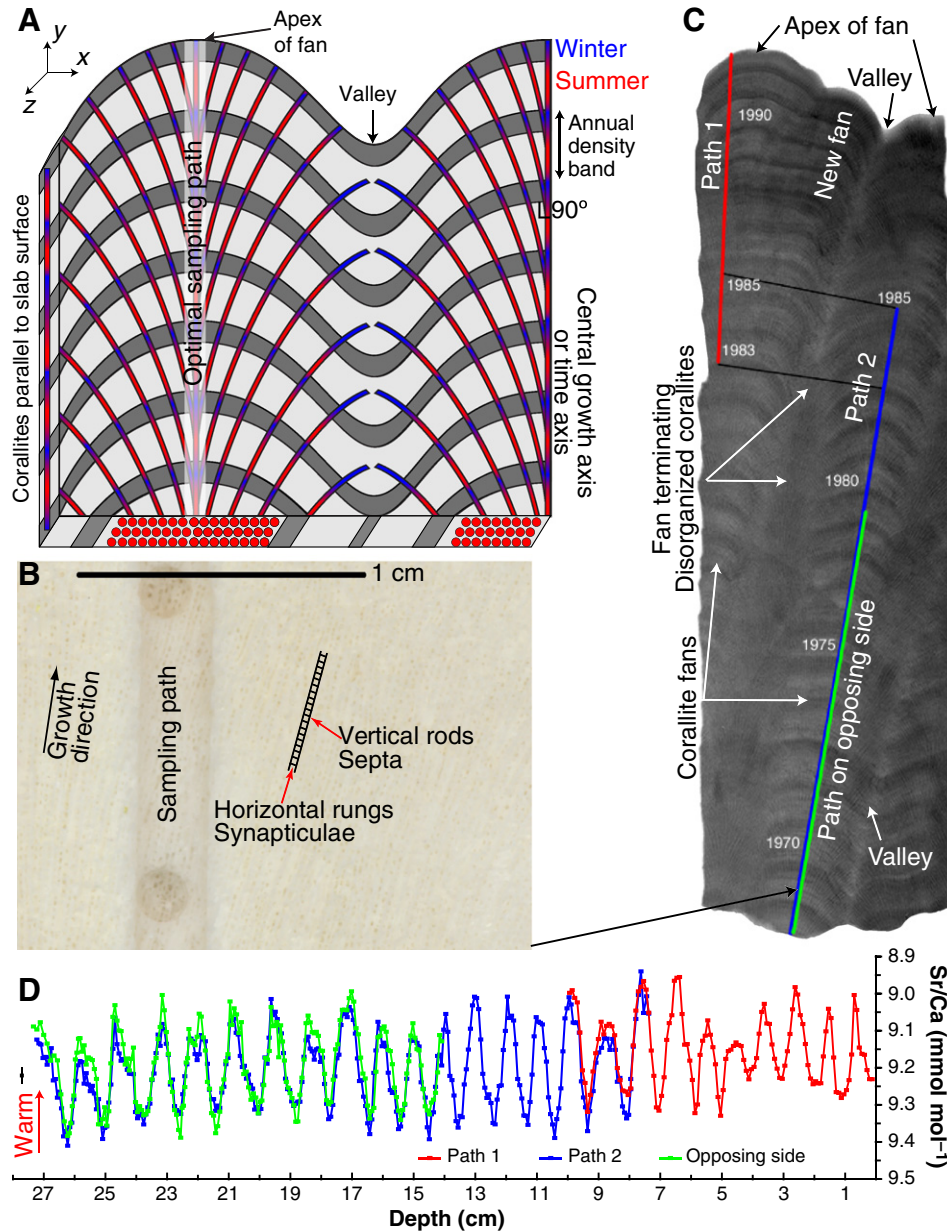 A
y
x
z
Apex
of fan
Winter
Summer
Valley
Annual
density
band
90º
Optimal sampling path
Corallites parallel to slab surface
Central growth axis
or time axis
B
1 cm
Growth
direction
Sampling path
Vertical rods
Septa
Horizontal rungs
Synapticulae
C
Apex of fan
Valley
1990
Path 1
New fan
1985
1985
1983
Path 2
1980
Fan terminating
Disorganized corallites
1975
Corallite fans
Path on opposing side
1970
Valley
D
8.9
9.0
9.1
9.2
9.3
9.4
9.5
Sr/Ca (mmol mol⁻¹)
Warm
Path 1
Path 2
Opposing side
27 25 23 21 19 17 15 13 11 9 7 5 3 1
Depth (cm)